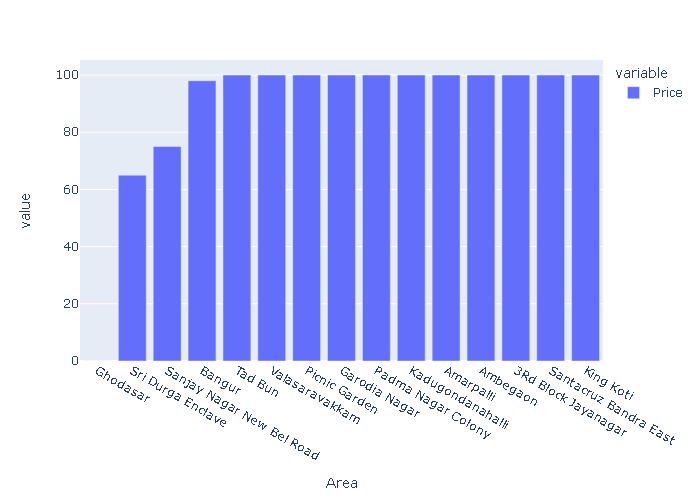 variable
Price
value
100
80
60
40
20
0
Ghodasar
Sri Durga Enclave
Sanjay Nagar New Bel Road
Bangur
Tad Bun
Valasaravakkam
Picnic Garden
Garodia Nagar
Padma Nagar Colony
Kadugondanahalli
Amarpalli
Ambegaon
3Rd Block Jayanagar
Santacruz Bandra East
King Koti
Area